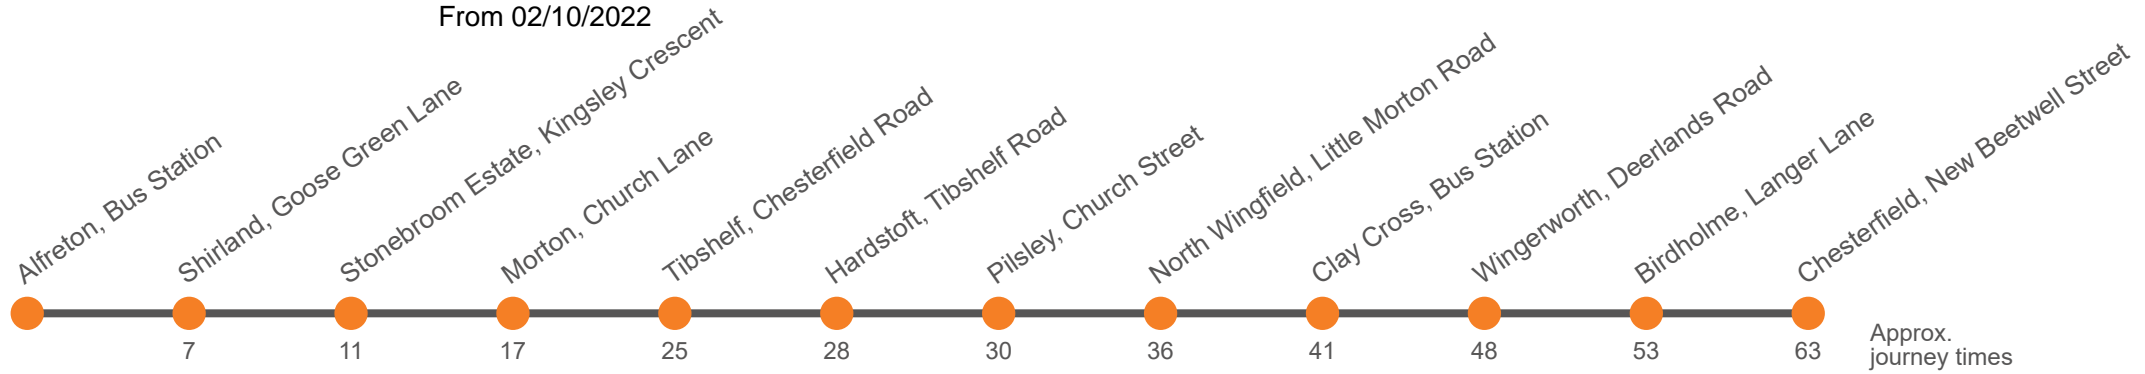 From 02/10/2022
Alfreton, Bus Station
Shirland, Goose Green Lane
Stonebroom Estate, Kingsley Crescent
Morton, Church Lane
Tibshelf, Chesterfield Road
Hardstoft, Tibshelf Road
Pilsley, Church Street
North Wingfield, Little Morton Road
Clay Cross, Bus Station
Wingerworth, Deerlands Road
Birdholme, Langer Lane
Chesterfield, New Beetwell Street
7 11 17 25 28 30 36 41 48 53 63
Approx.
journey times